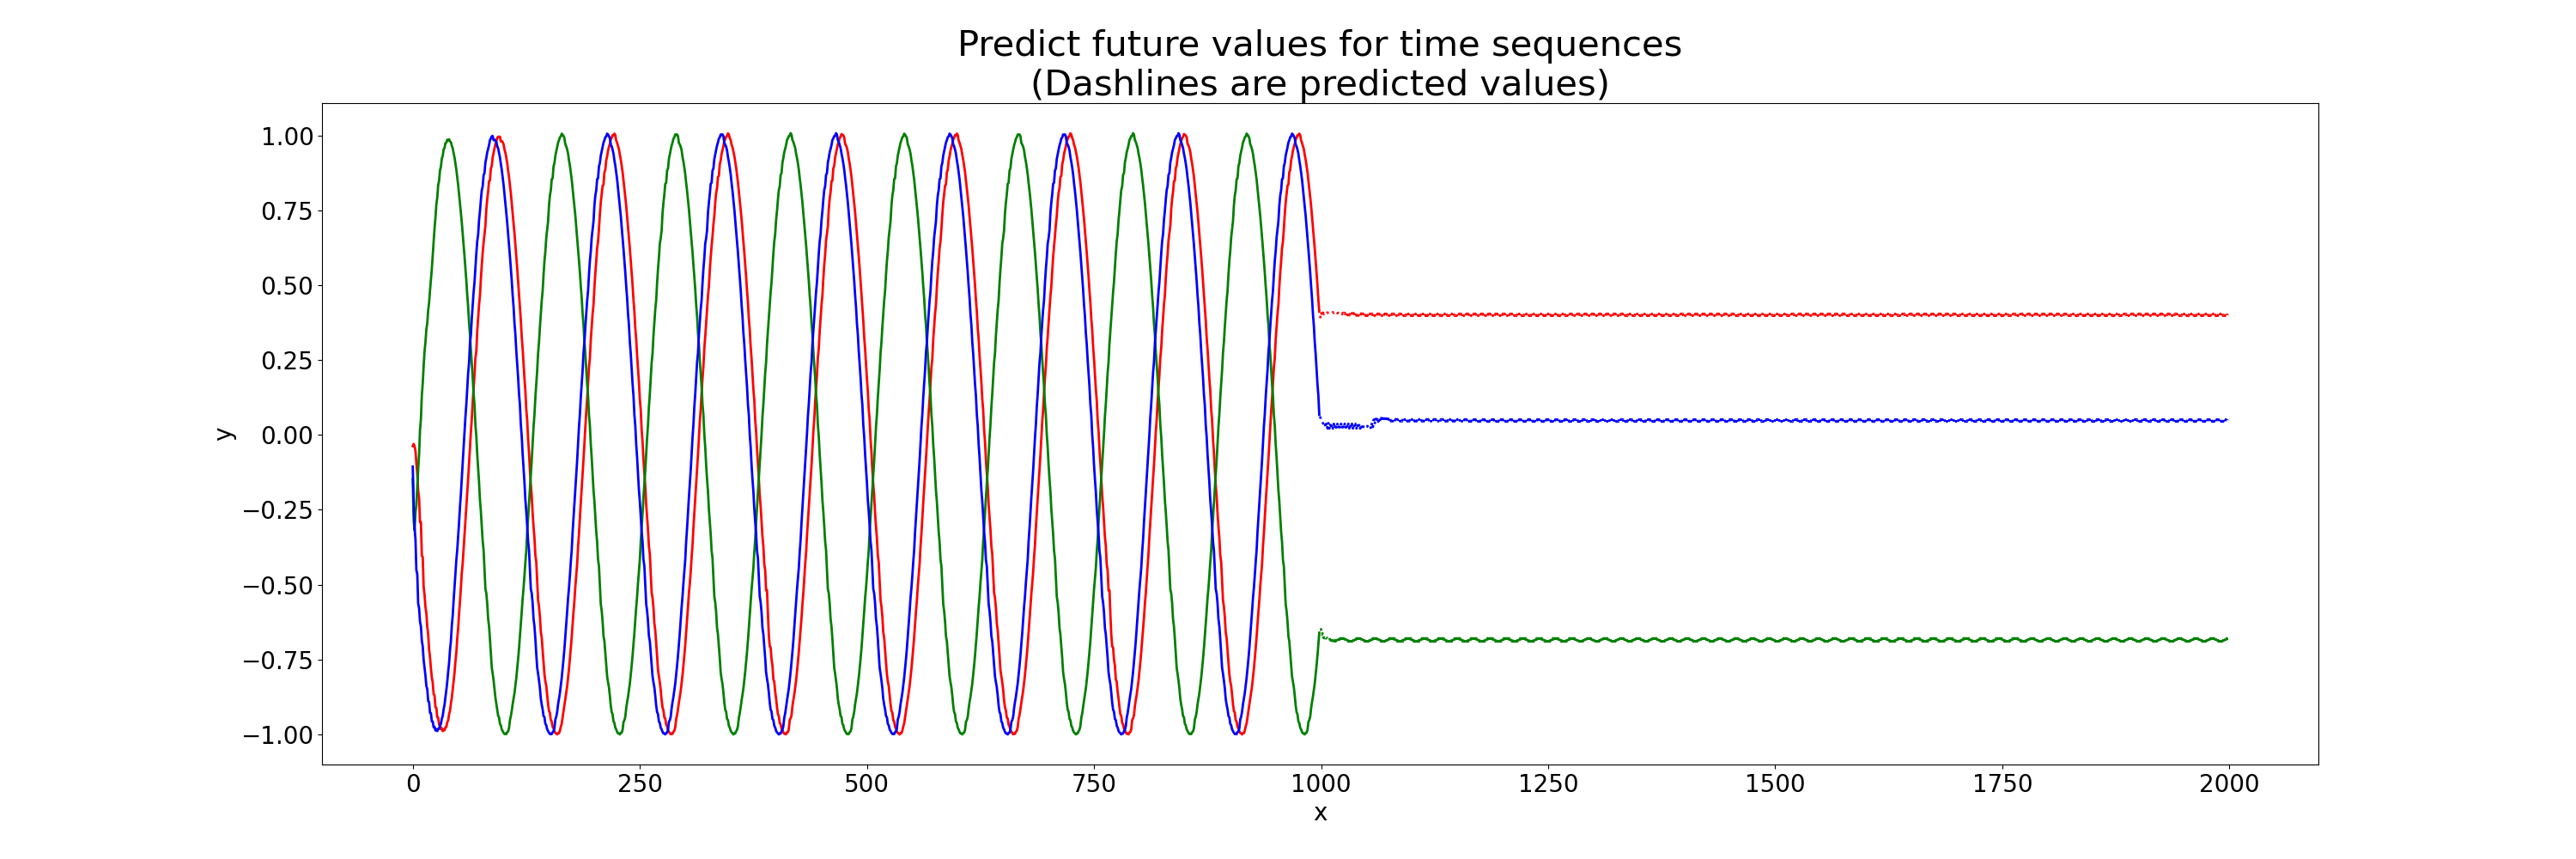 Predict future values for time sequences
(Dashlines are predicted values)
1.00
0.75
0.50
0.25
0.00
−0.25
−0.50
−0.75
−1.00
y
0 250 500 750 1000 1250 1500 1750 2000
x